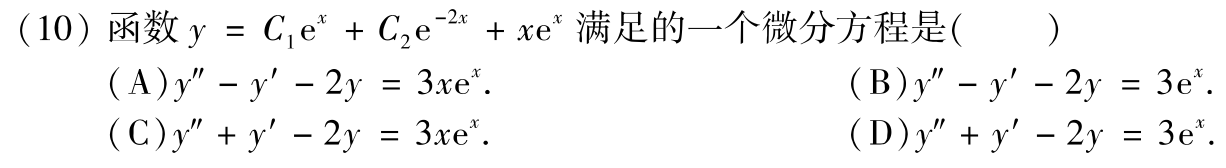 (10) 函数 y = C₁eˣ + C₂e⁻²ˣ + xeˣ 满足的一个微分方程是(　　)
(A) y″ − y′ − 2y = 3xeˣ.　　(B) y″ − y′ − 2y = 3eˣ.
(C) y″ + y′ − 2y = 3xeˣ.　　(D) y″ + y′ − 2y = 3eˣ.